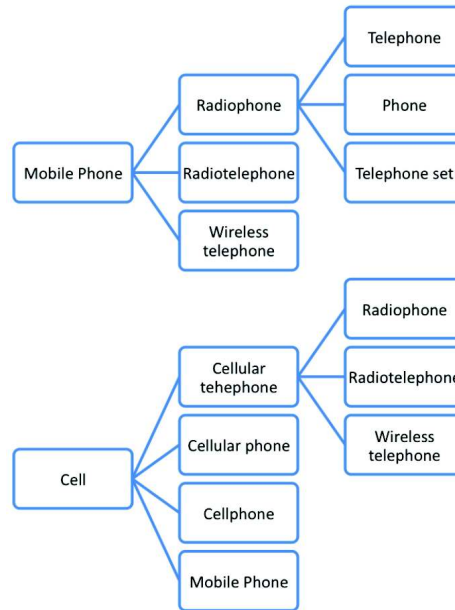 Telephone
Radiophone
Phone
Mobile Phone
Radiotelephone
Telephone set
Wireless
telephone
Radiophone
Cellular
tehephone
Radiotelephone
Cellular phone
Wireless
telephone
Cell
Cellphone
Mobile Phone